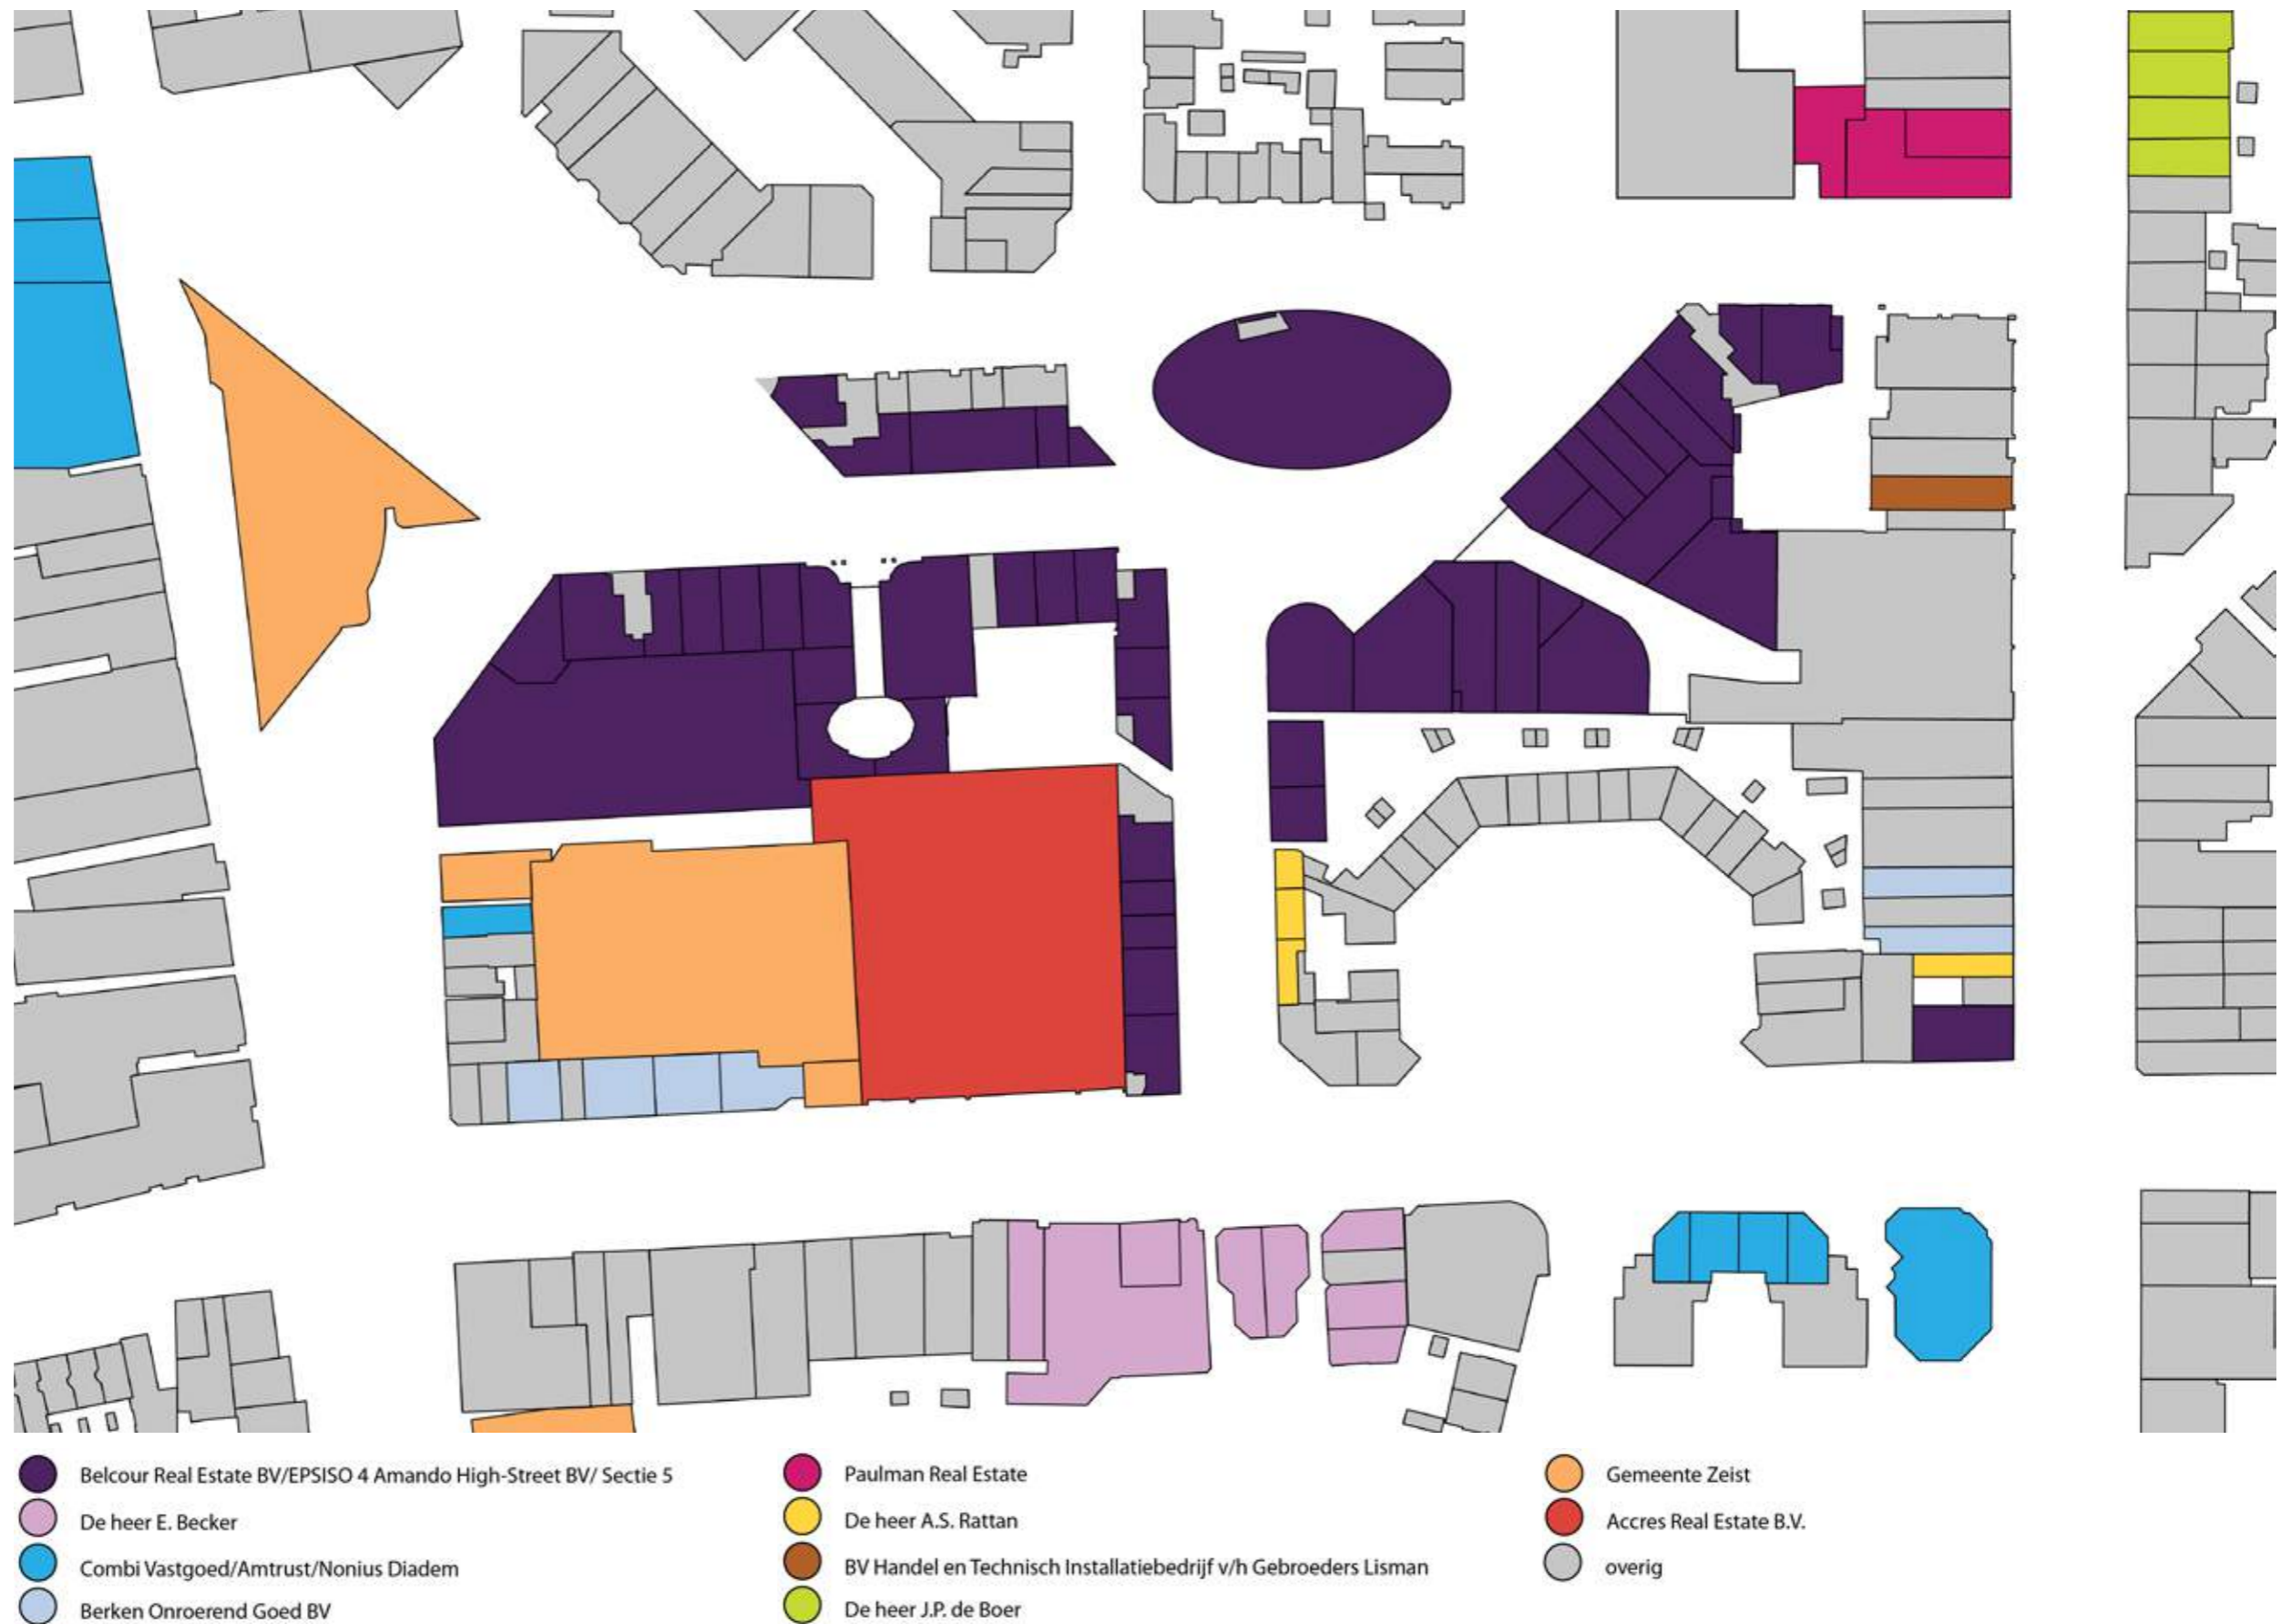 Belcour Real Estate BV/EPSISO 4 Amando High-Street BV/ Sectie 5
De heer E. Becker
Combi Vastgoed/Amtrust/Nonius Diadem
Berken Onroerend Goed BV
Paulman Real Estate
De heer A.S. Rattan
BV Handel en Technisch Installatiebedrijf v/h Gebroeders Lisman
De heer J.P. de Boer
Gemeente Zeist
Accres Real Estate B.V.
overig